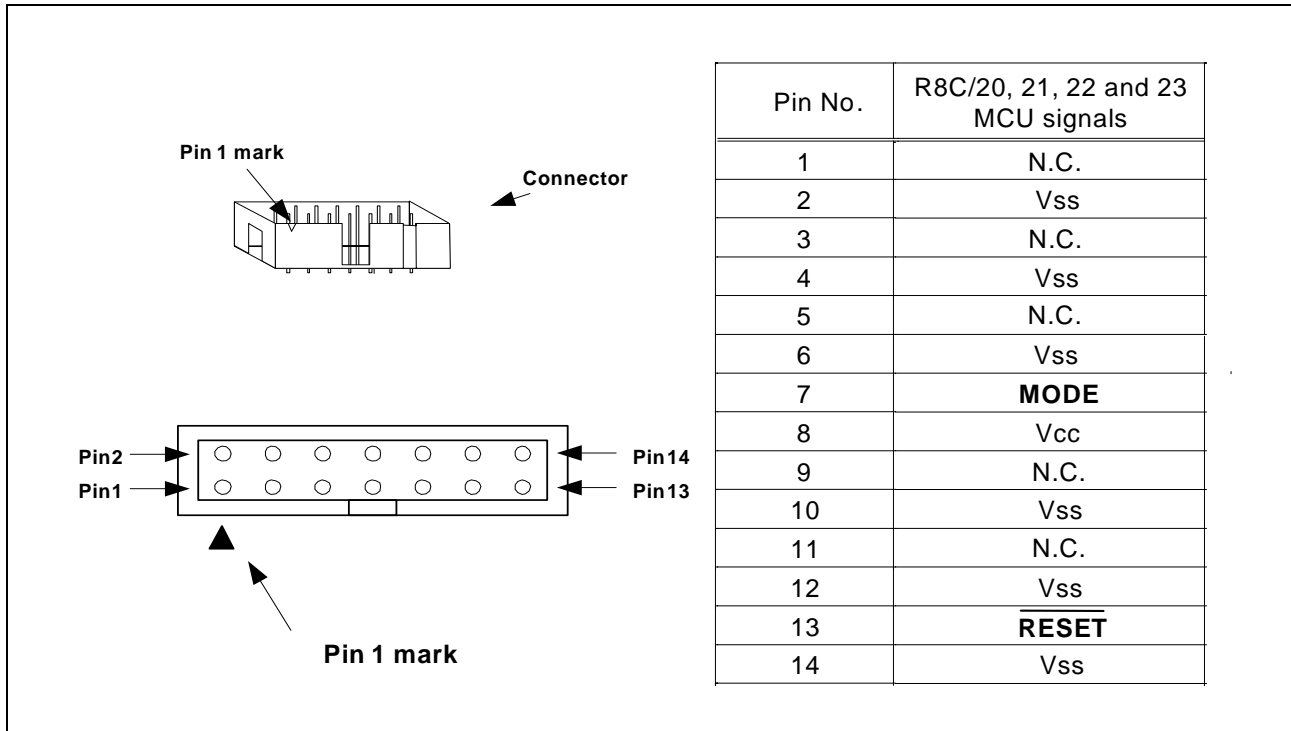 Pin 1 mark
Connector
Pin2
Pin1
Pin14
Pin13
Pin 1 mark
Pin No. R8C/20, 21, 22 and 23
MCU signals
1 N.C.
2 Vss
3 N.C.
4 Vss
5 N.C.
6 Vss
7 MODE
8 Vcc
9 N.C.
10 Vss
11 N.C.
12 Vss
13 R̅E̅S̅E̅T̅
14 Vss